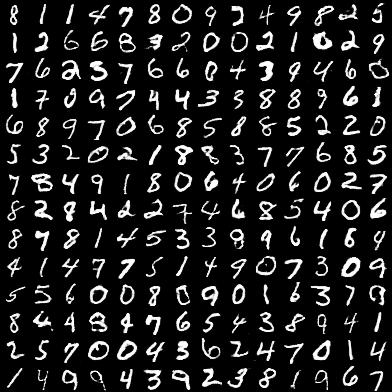 8 1 1 4 7 8 0 9 2 4 9 8 2 5
1 2 6 6 8 3 2 0 0 2 1 0 2 9
7 6 2 3 7 6 6 0 4 3 9 4 6 0
1 7 0 9 7 4 4 3 3 8 8 9 6 1
6 8 9 7 0 6 8 5 8 8 5 2 2 0
5 3 2 0 2 1 8 8 3 7 7 6 8 5
7 8 4 9 1 8 0 6 4 0 6 0 2 7
8 2 8 4 2 2 7 4 6 8 5 4 0 6
8 7 8 1 4 5 3 3 9 9 6 1 6 4
4 1 4 7 7 5 1 4 9 0 7 3 0 9
5 5 6 0 0 8 0 9 0 1 6 3 7 8
8 4 4 8 4 7 6 5 4 3 8 9 4 1
2 5 7 0 0 4 3 6 2 4 7 0 1 4
1 4 9 9 4 3 9 2 3 8 1 9 6 7